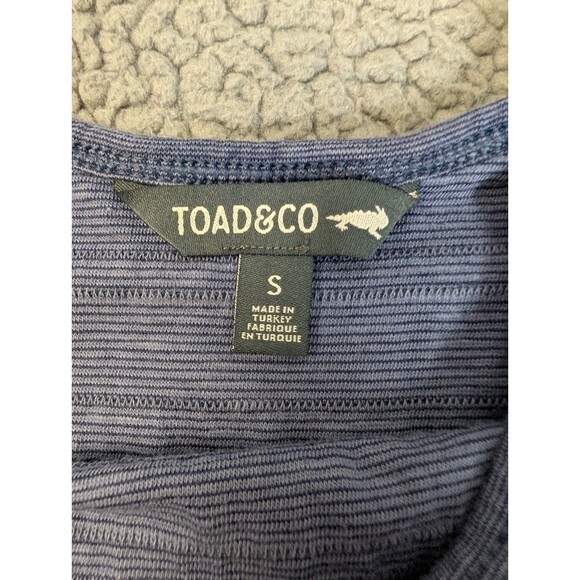 TOAD&CO
S
MADE IN
TURKEY
FABRIQUE
EN TURQUIE